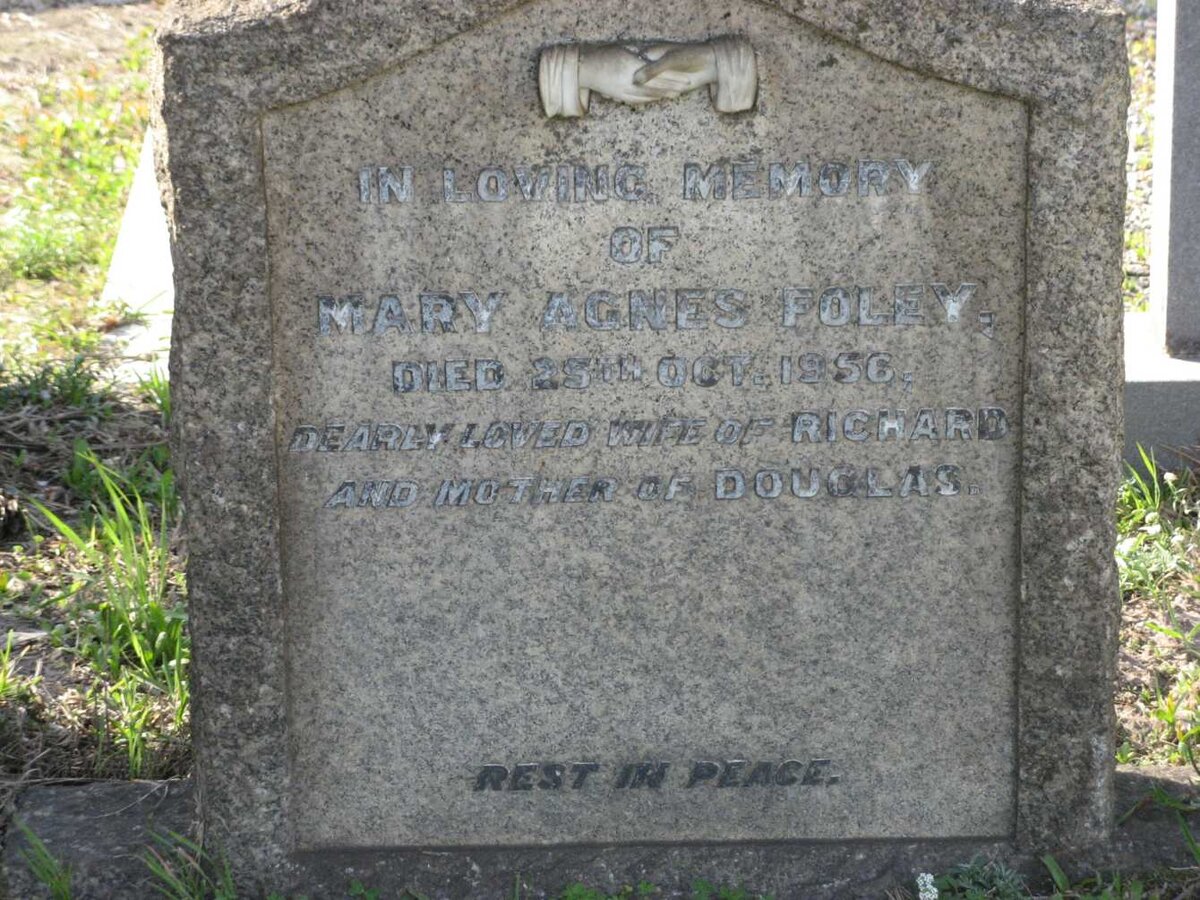 IN LOVING MEMORY
OF
MARY AGNES FOLEY,
DIED 25TH OCT. 1956,
DEARLY LOVED WIFE OF RICHARD
AND MOTHER OF DOUGLAS.
REST IN PEACE.